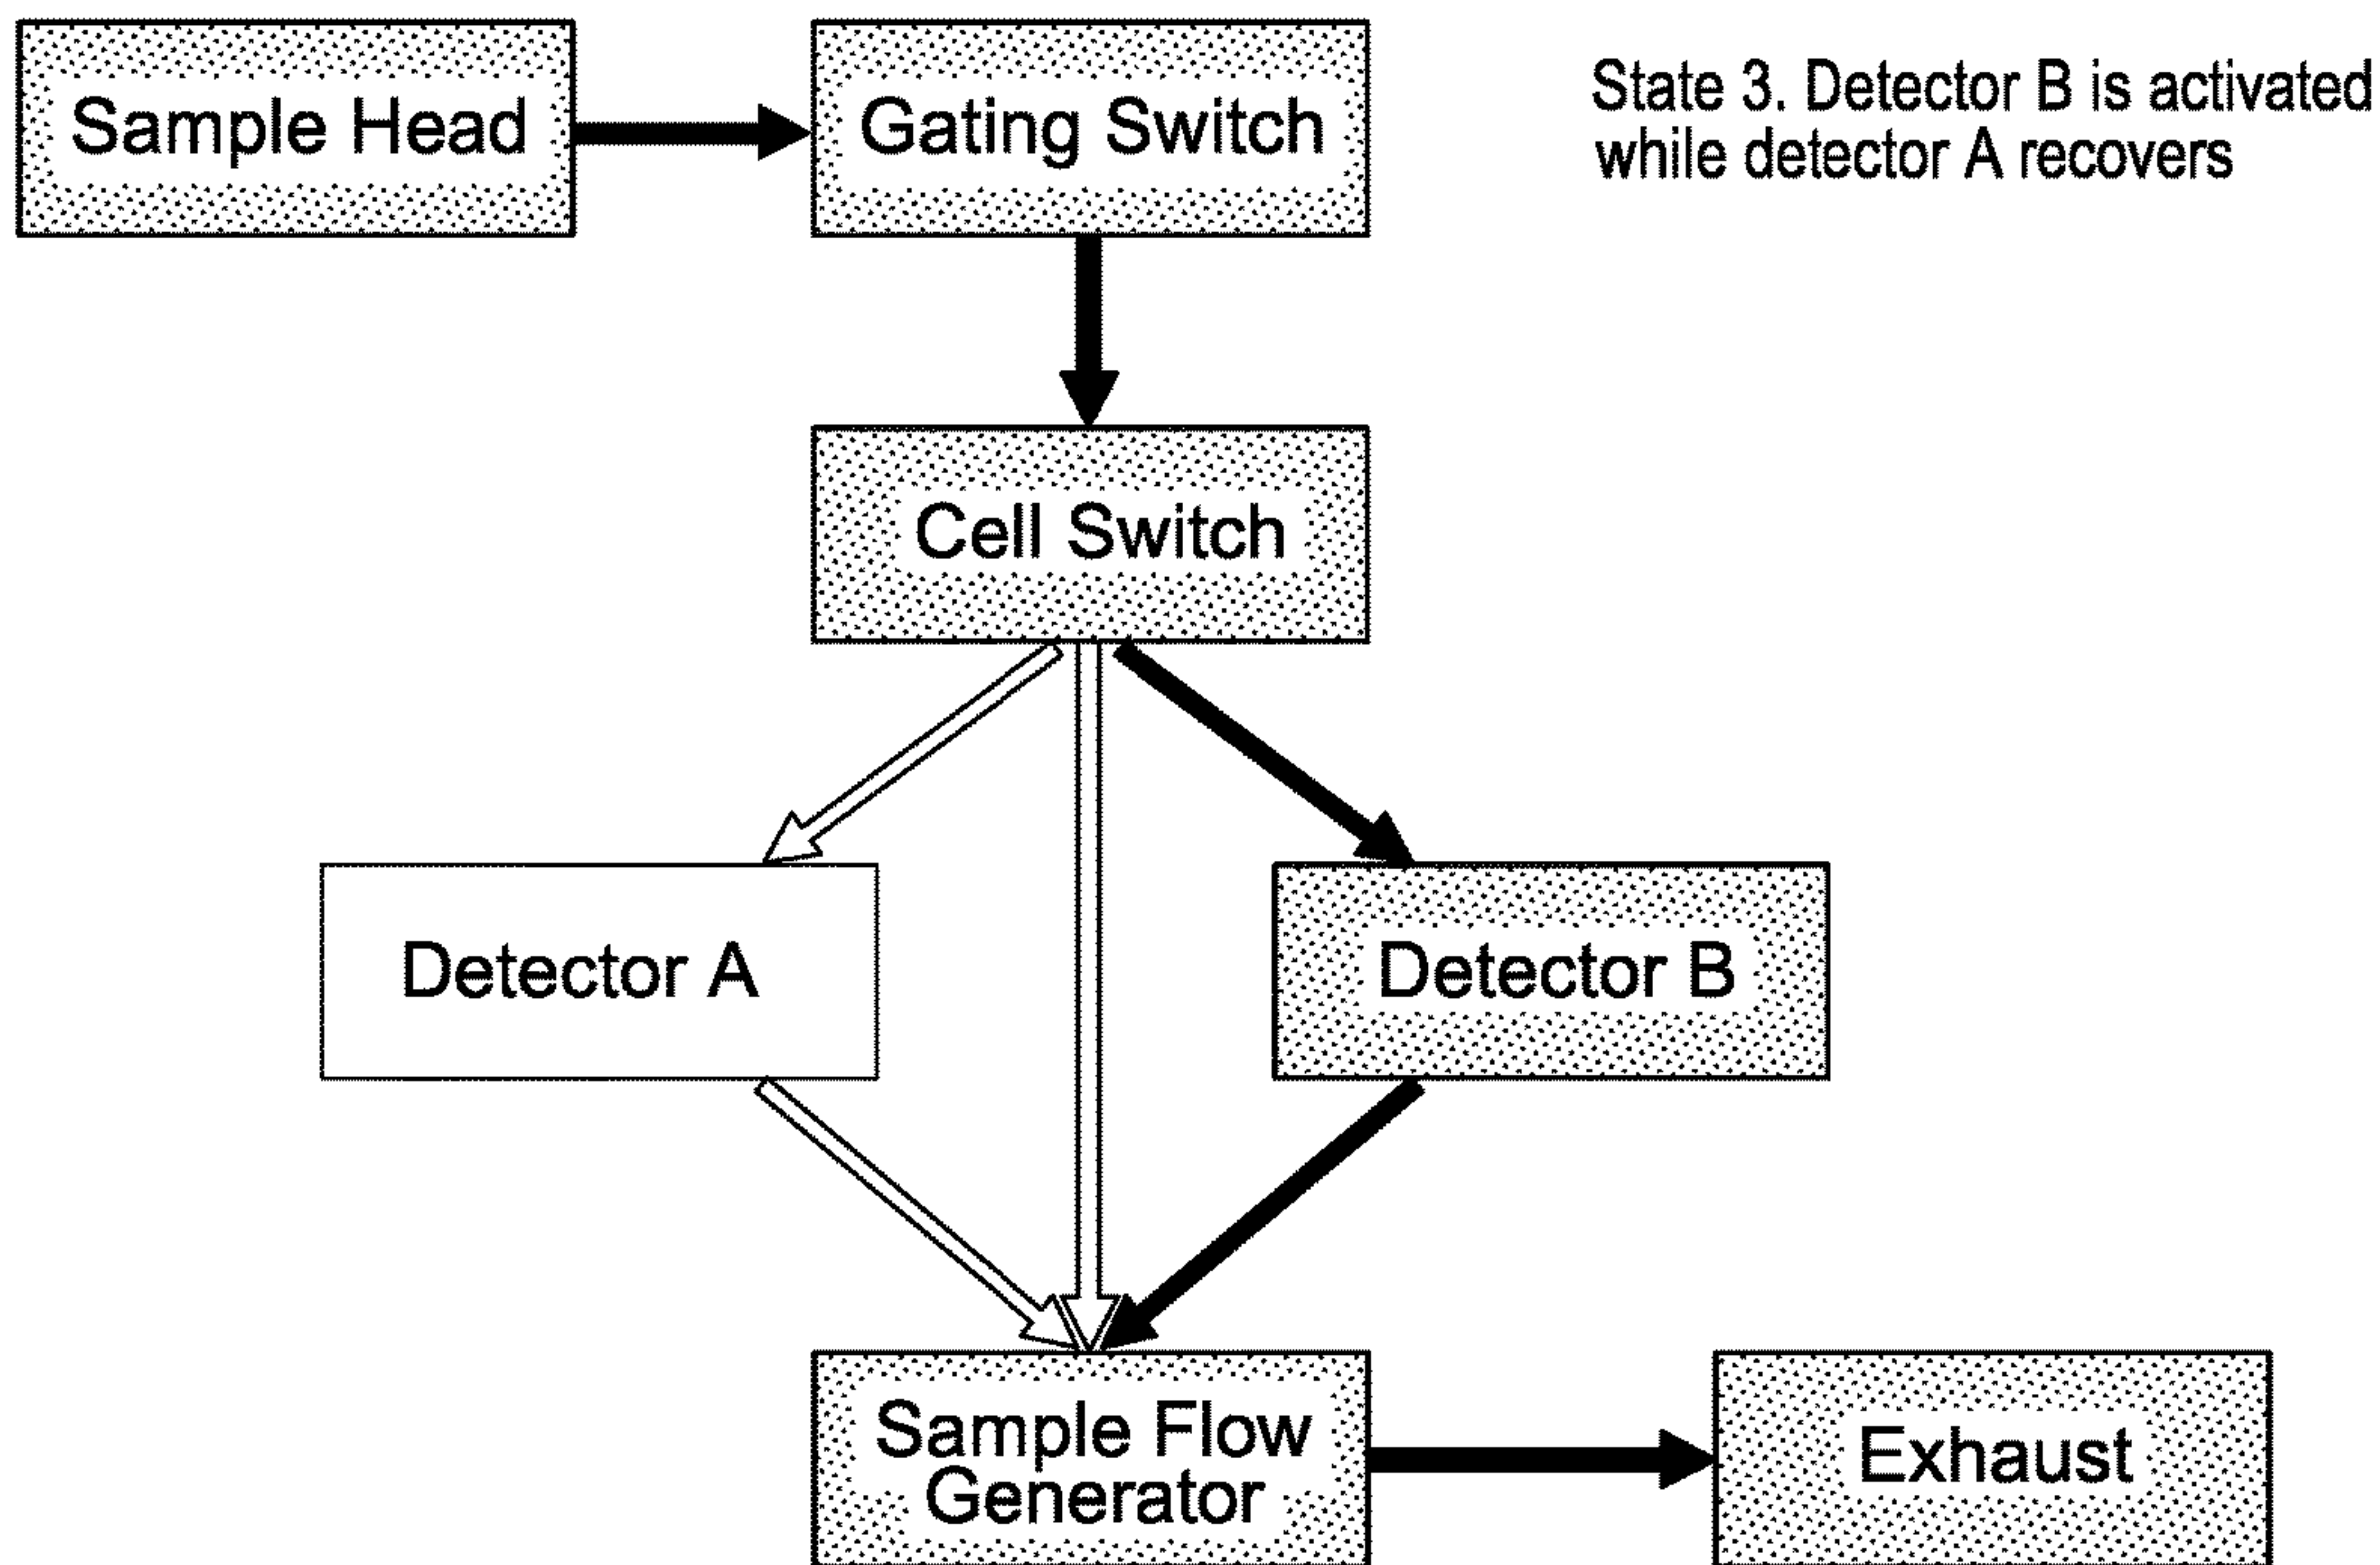 Sample Head
Gating Switch
State 3. Detector B is activated
while detector A recovers
Cell Switch
Detector A
Detector B
Sample Flow
Generator
Exhaust